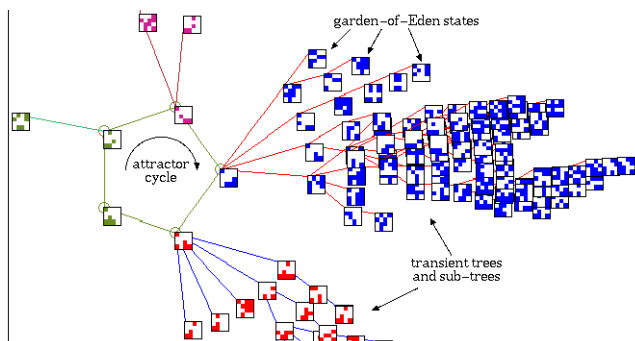 garden-of-Eden states
attractor
cycle
transient trees
and sub-trees